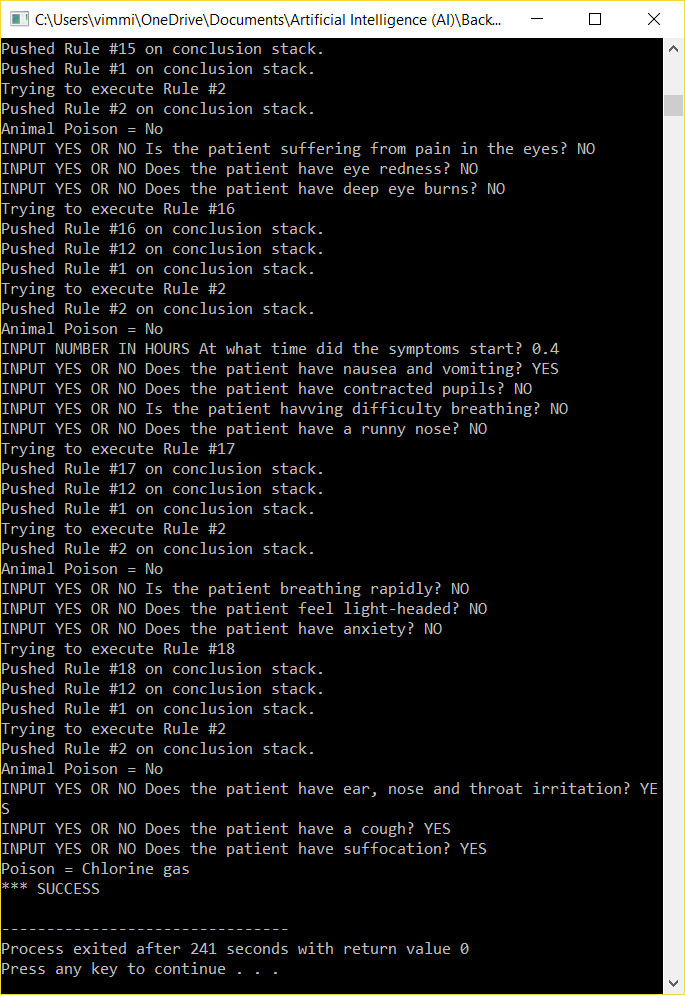 C:\Users\vimmi\OneDrive\Documents\Artificial Intelligence (AI)\Back...
Pushed Rule #15 on conclusion stack.
Pushed Rule #1 on conclusion stack.
Trying to execute Rule #2
Pushed Rule #2 on conclusion stack.
Animal Poison = No
INPUT YES OR NO Is the patient suffering from pain in the eyes? NO
INPUT YES OR NO Does the patient have eye redness? NO
INPUT YES OR NO Does the patient have deep eye burns? NO
Trying to execute Rule #16
Pushed Rule #16 on conclusion stack.
Pushed Rule #12 on conclusion stack.
Pushed Rule #1 on conclusion stack.
Trying to execute Rule #2
Pushed Rule #2 on conclusion stack.
Animal Poison = No
INPUT NUMBER IN HOURS At what time did the symptoms start? 0.4
INPUT YES OR NO Does the patient have nausea and vomiting? YES
INPUT YES OR NO Does the patient have contracted pupils? NO
INPUT YES OR NO Is the patient havving difficulty breathing? NO
INPUT YES OR NO Does the patient have a runny nose? NO
Trying to execute Rule #17
Pushed Rule #17 on conclusion stack.
Pushed Rule #12 on conclusion stack.
Pushed Rule #1 on conclusion stack.
Trying to execute Rule #2
Pushed Rule #2 on conclusion stack.
Animal Poison = No
INPUT YES OR NO Is the patient breathing rapidly? NO
INPUT YES OR NO Does the patient feel light-headed? NO
INPUT YES OR NO Does the patient have anxiety? NO
Trying to execute Rule #18
Pushed Rule #18 on conclusion stack.
Pushed Rule #12 on conclusion stack.
Pushed Rule #1 on conclusion stack.
Trying to execute Rule #2
Pushed Rule #2 on conclusion stack.
Animal Poison = No
INPUT YES OR NO Does the patient have ear, nose and throat irritation? YE
S
INPUT YES OR NO Does the patient have a cough? YES
INPUT YES OR NO Does the patient have suffocation? YES
Poison = Chlorine gas
*** SUCCESS
--------------------------------
Process exited after 241 seconds with return value 0
Press any key to continue . . .